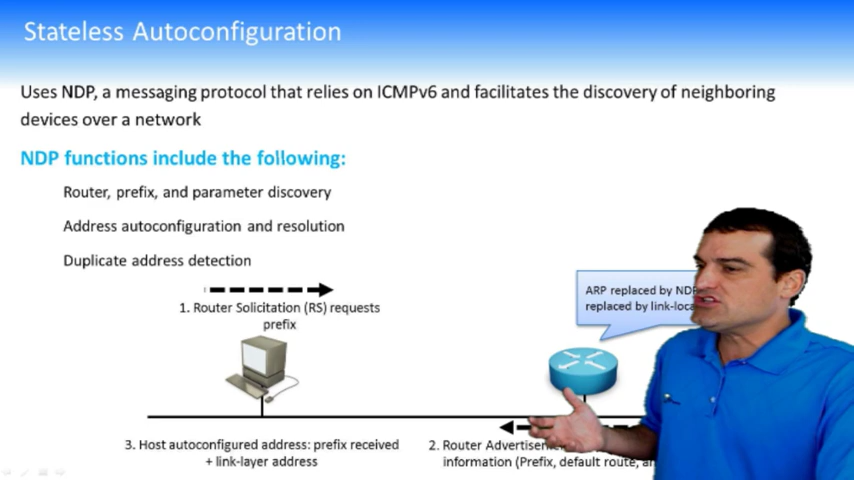 Stateless Autoconfiguration
Uses NDP, a messaging protocol that relies on ICMPv6 and facilitates the discovery of neighboring
devices over a network
NDP functions include the following:
Router, prefix, and parameter discovery
Address autoconfiguration and resolution
Duplicate address detection
1. Router Solicitation (RS) requests
prefix
ARP replaced by NDP
replaced by link-loca
3. Host autoconfigured address: prefix received
+ link-layer address
2. Router Advertisem
information (Prefix, default route, an